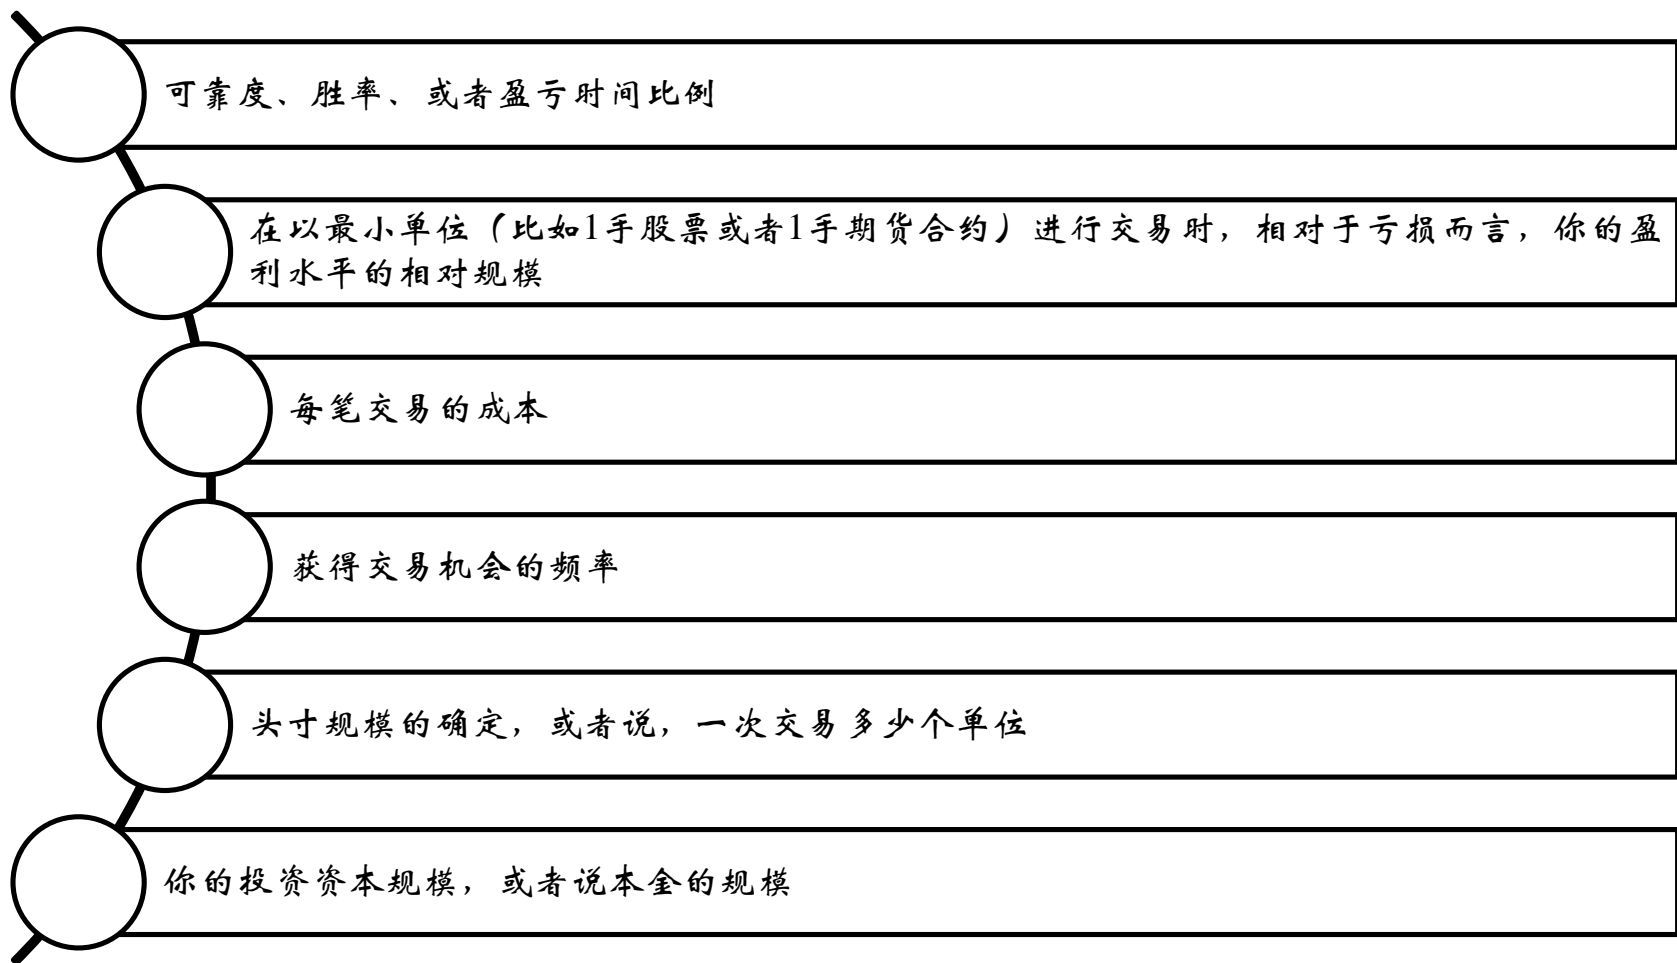 可靠度、胜率、或者盈亏时间比例
在以最小单位（比如1手股票或者1手期货合约）进行交易时，相对于亏损而言，你的盈
利水平的相对规模
每笔交易的成本
获得交易机会的频率
头寸规模的确定，或者说，一次交易多少个单位
你的投资资本规模，或者说本金的规模